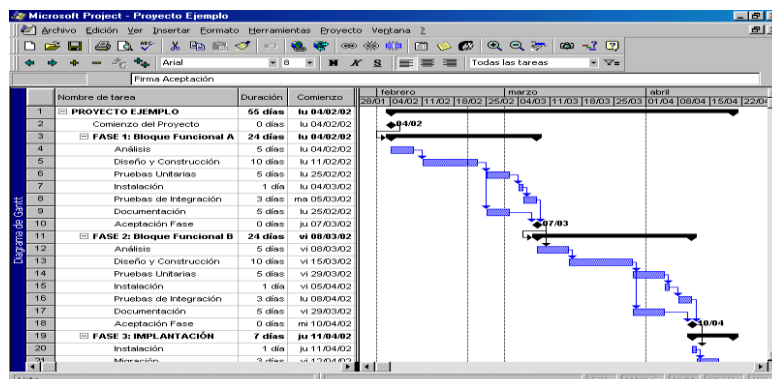 Microsoft Project - Proyecto Ejemplo
Archivo Edición Ver Insertar Formato Herramientas Proyecto Ventana ?
Arial 8 N K S Todas las tareas
Firma Aceptación
Nombre de tarea Duración Comienzo
febrero marzo abril
28/01 04/02 11/02 18/02 25/02 04/03 11/03 18/03 25/03 01/04 08/04 15/04 22/04
1 PROYECTO EJEMPLO 55 días lu 04/02/02
2 Comienzo del Proyecto 0 días lu 04/02/02 04/02
3 FASE 1: Bloque Funcional A 24 días lu 04/02/02
4 Análisis 5 días lu 04/02/02
5 Diseño y Construcción 10 días lu 11/02/02
6 Pruebas Unitarias 5 días lu 25/02/02
7 Instalación 1 día lu 04/03/02
8 Pruebas de Integración 3 días ma 05/03/02
9 Documentación 5 días lu 25/02/02
10 Aceptación Fase 0 días ju 07/03/02 07/03
11 FASE 2: Bloque Funcional B 24 días vi 08/03/02
12 Análisis 5 días vi 08/03/02
13 Diseño y Construcción 10 días vi 15/03/02
14 Pruebas Unitarias 5 días vi 29/03/02
15 Instalación 1 día vi 05/04/02
16 Pruebas de Integración 3 días lu 08/04/02
17 Documentación 5 días vi 29/03/02
18 Aceptación Fase 0 días mi 10/04/02 10/04
19 FASE 3: IMPLANTACIÓN 7 días ju 11/04/02
20 Instalación 1 día ju 11/04/02
21 Migración 3 días vi 12/04/02
Diagrama de Gantt